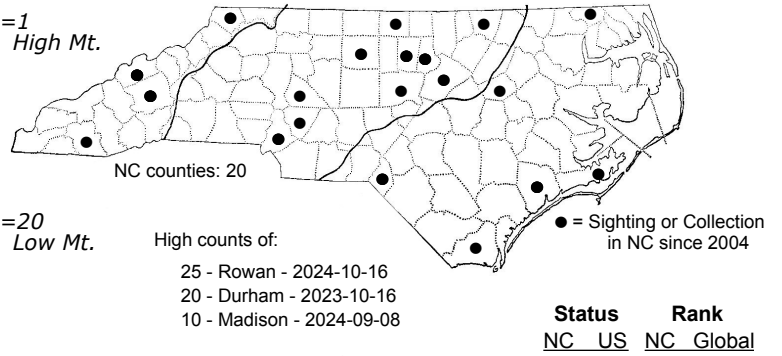 =1
High Mt.
NC counties: 20
=20
Low Mt.
● = Sighting or Collection
in NC since 2004
High counts of:
25 - Rowan - 2024-10-16
20 - Durham - 2023-10-16
10 - Madison - 2024-09-08
Status Rank
NC US NC Global